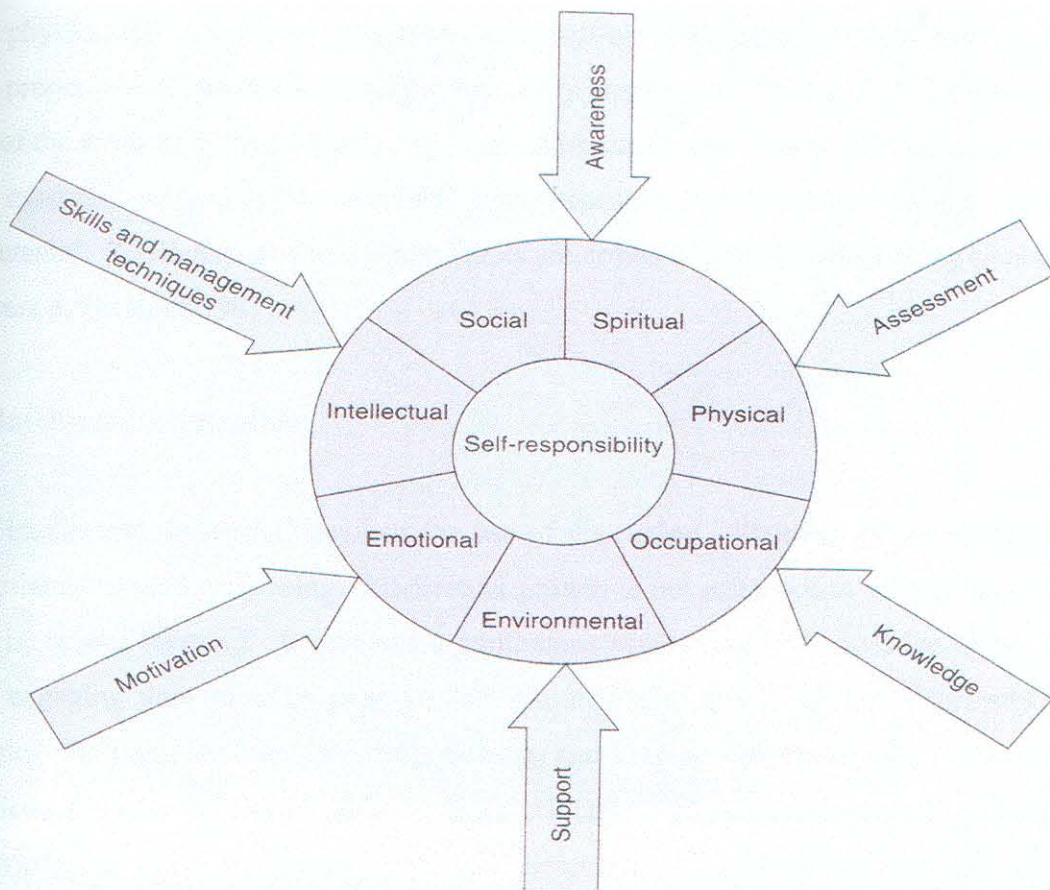 Awareness
Skills and management
techniques
Assessment
Social
Spiritual
Intellectual
Physical
Self-responsibility
Emotional
Occupational
Environmental
Motivation
Knowledge
Support